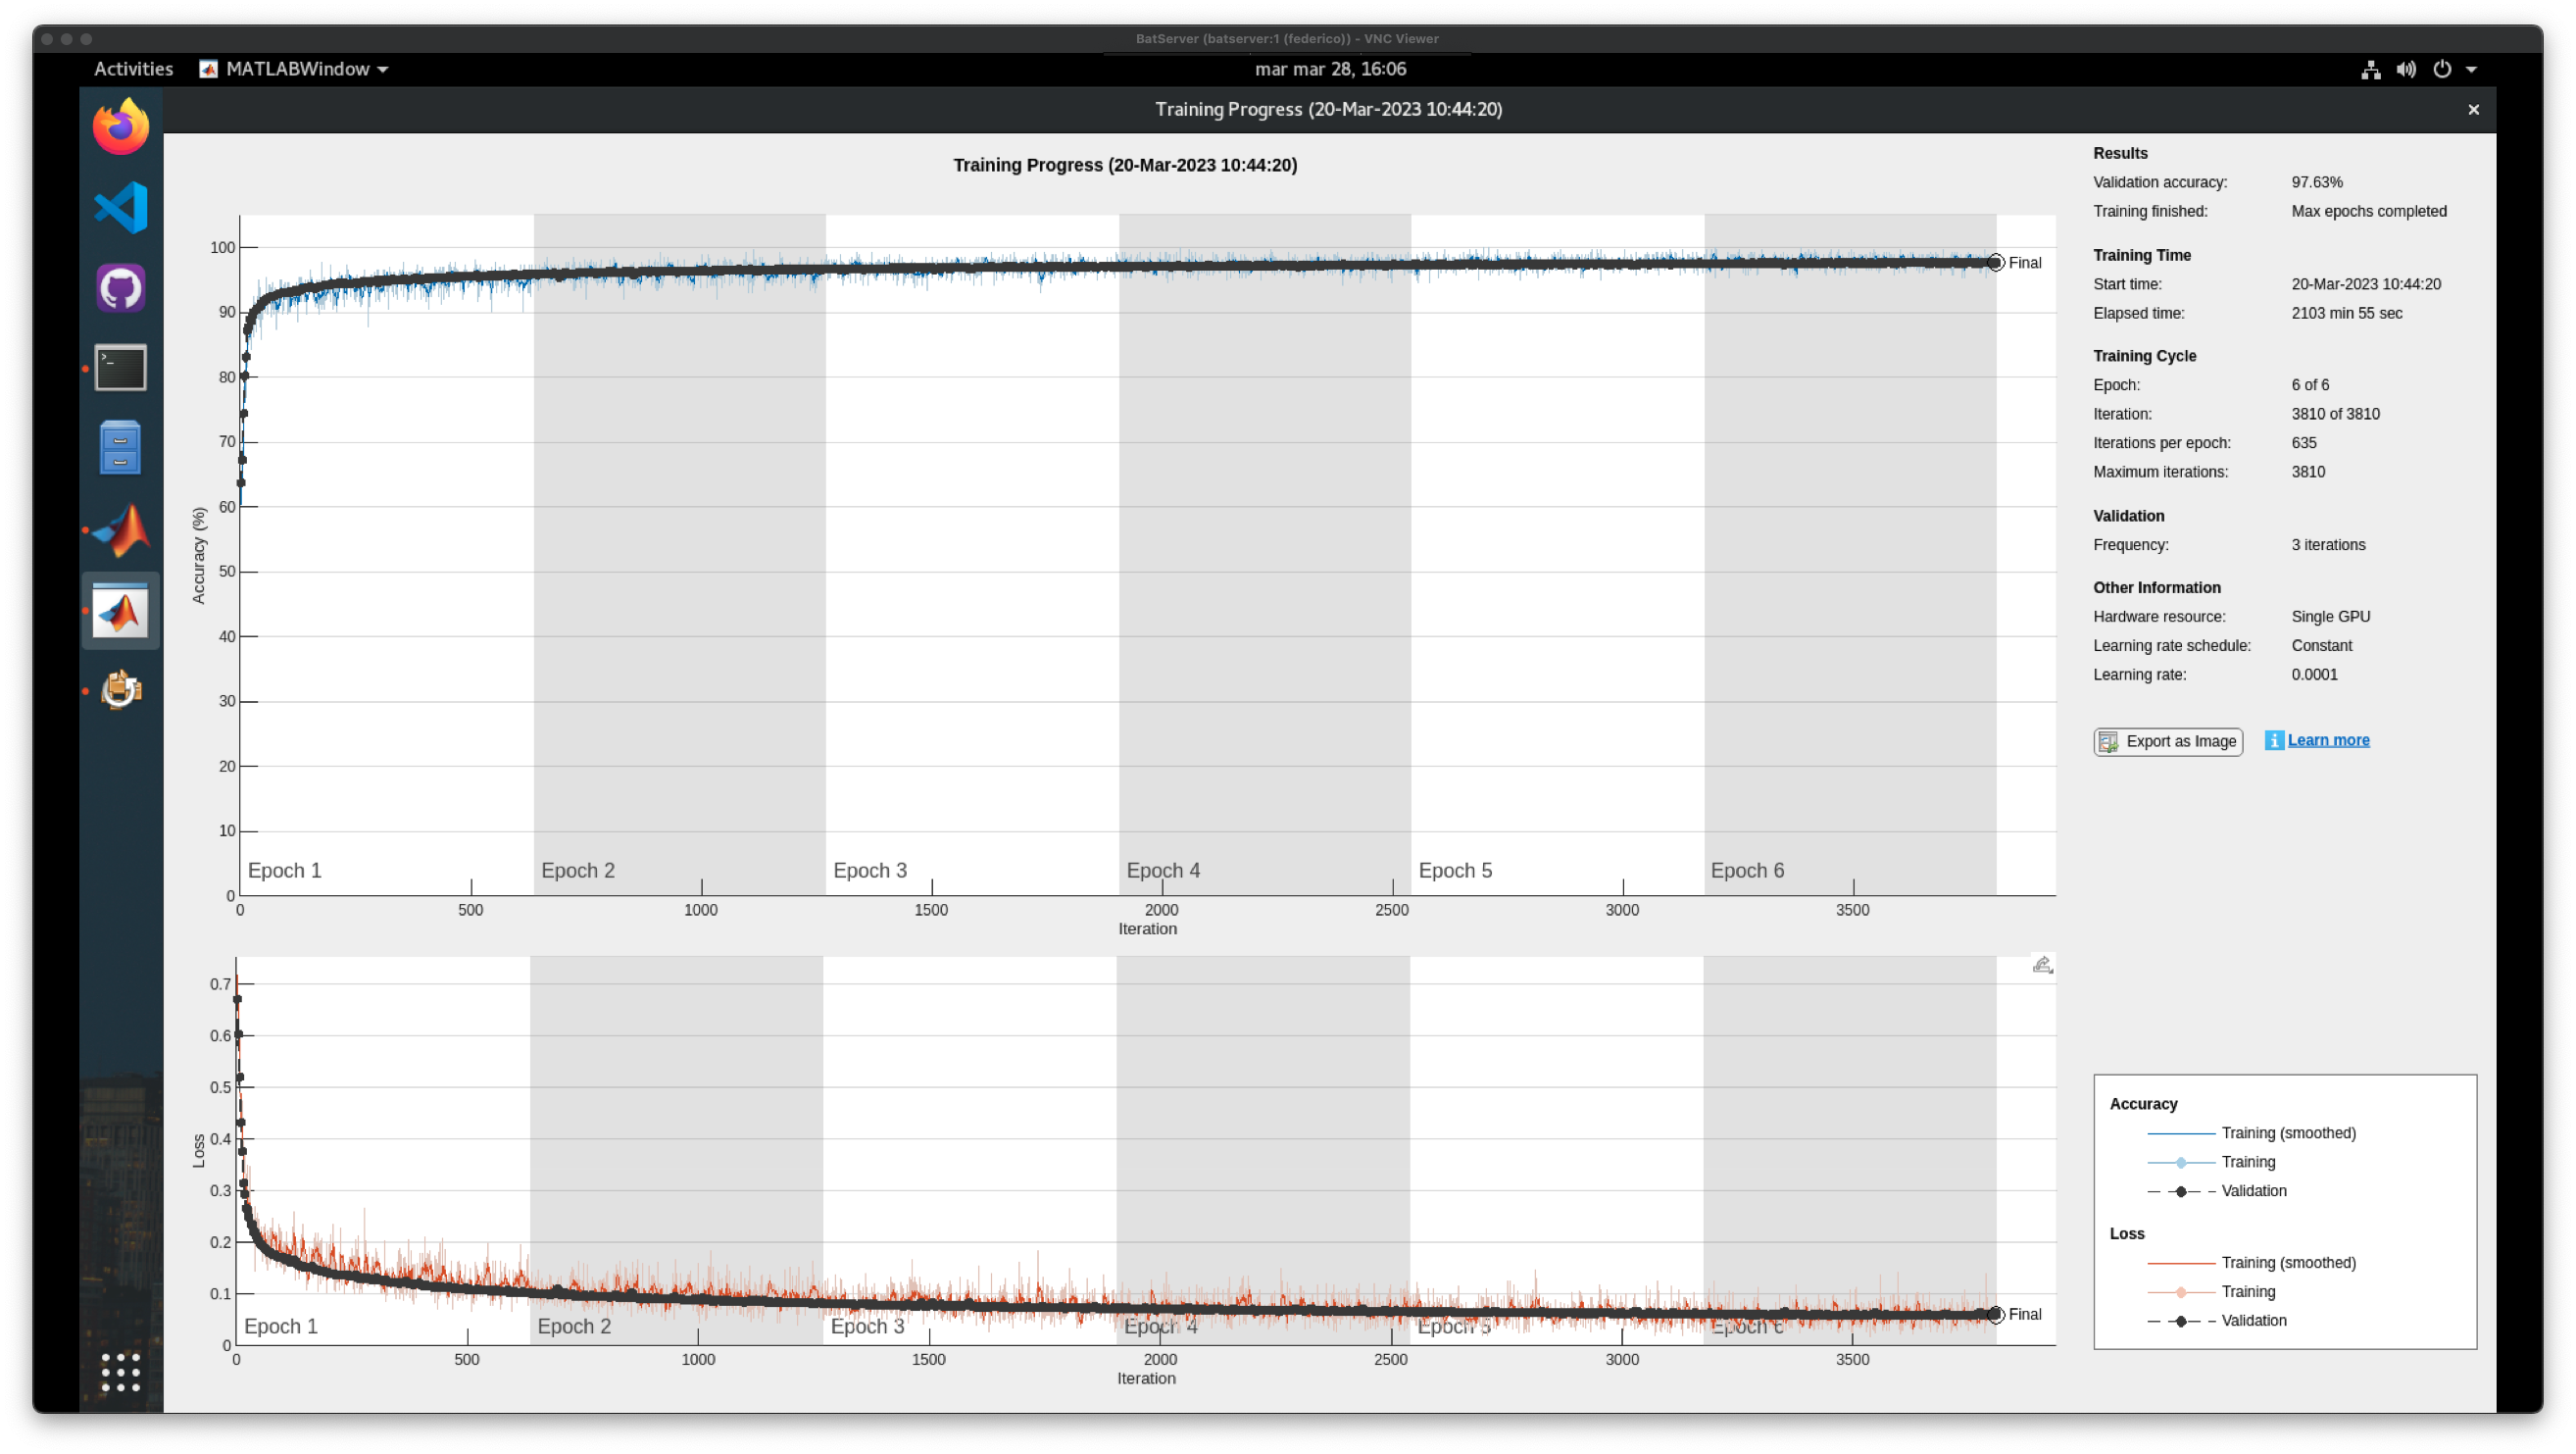 BatServer (batserver:1 (federico)) - VNC Viewer
Activities MATLABWindow mar mar 28, 16:06
Training Progress (20-Mar-2023 10:44:20)
Training Progress (20-Mar-2023 10:44:20)
100
90
80
70
60
50
40
30
20
10
0
Accuracy (%)
Final
Epoch 1 Epoch 2 Epoch 3 Epoch 4 Epoch 5 Epoch 6
0 500 1000 1500 2000 2500 3000 3500
Iteration
0.7
0.6
0.5
0.4
0.3
0.2
0.1
0
Loss
Final
Epoch 1 Epoch 2 Epoch 3 Epoch 4 Epoch 5 Epoch 6
0 500 1000 1500 2000 2500 3000 3500
Iteration
Results
Validation accuracy: 97.63%
Training finished: Max epochs completed
Training Time
Start time: 20-Mar-2023 10:44:20
Elapsed time: 2103 min 55 sec
Training Cycle
Epoch: 6 of 6
Iteration: 3810 of 3810
Iterations per epoch: 635
Maximum iterations: 3810
Validation
Frequency: 3 iterations
Other Information
Hardware resource: Single GPU
Learning rate schedule: Constant
Learning rate: 0.0001
Export as Image i Learn more
Accuracy
Training (smoothed)
Training
Validation
Loss
Training (smoothed)
Training
Validation